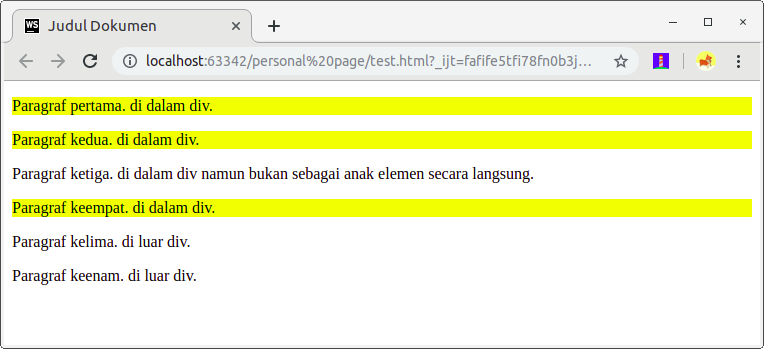 WS Judul Dokumen
localhost:63342/personal%20page/test.html?_ijt=fafife5tfi78fn0b3j…
Paragraf pertama. di dalam div.
Paragraf kedua. di dalam div.
Paragraf ketiga. di dalam div namun bukan sebagai anak elemen secara langsung.
Paragraf keempat. di dalam div.
Paragraf kelima. di luar div.
Paragraf keenam. di luar div.